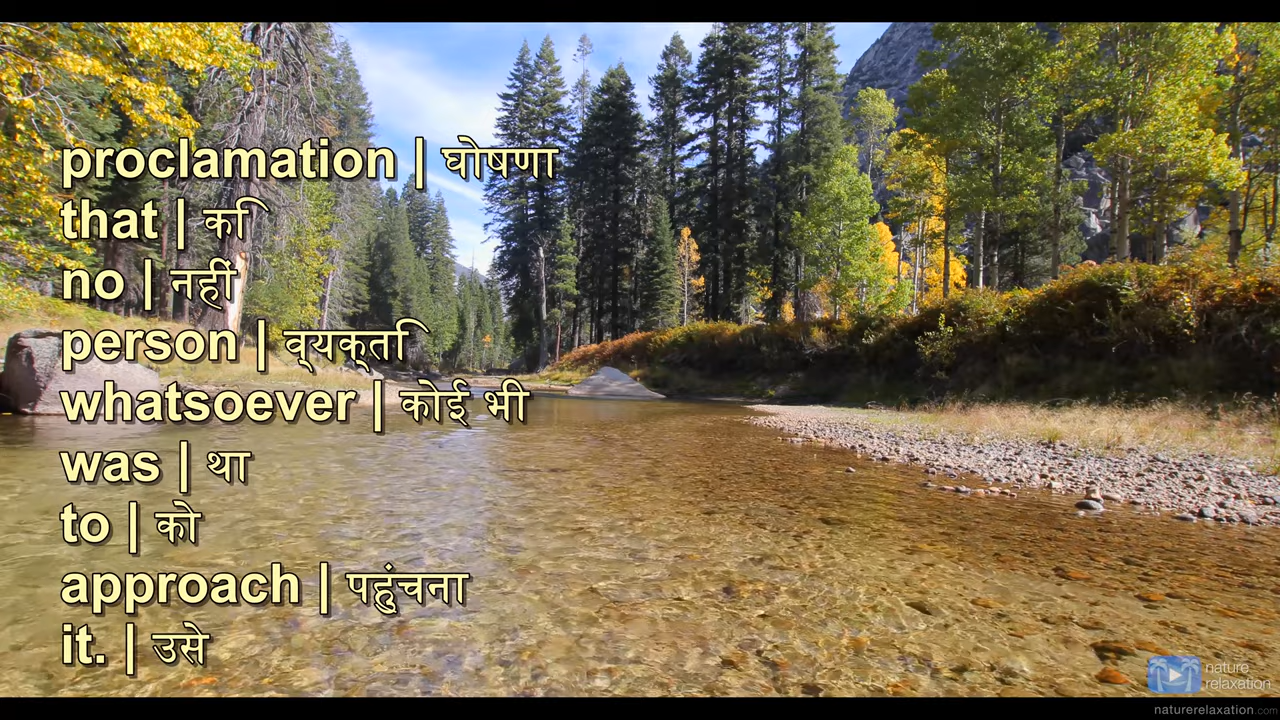 proclamation | घोषणा
that | कि
no | नहीं
person | व्यक्ति
whatsoever | कोई भी
was | था
to | को
approach | पहुंचना
it. | उसे
nature
relaxation
naturerelaxation.com